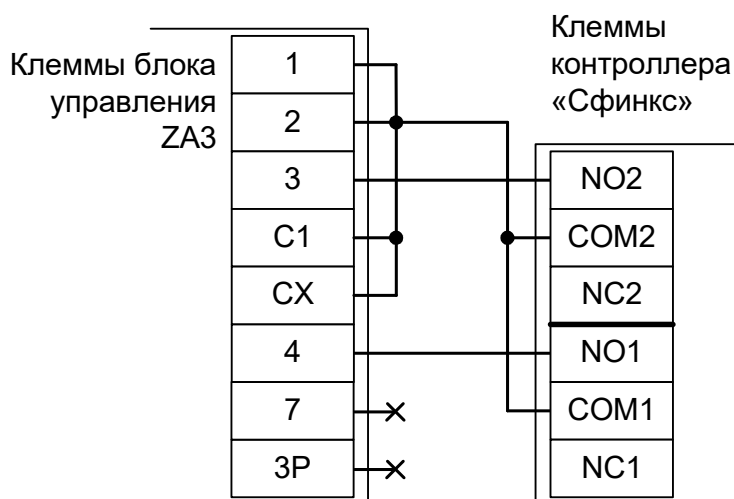 Клеммы блока
управления
ZA3
1
2
3
C1
CX
4
7
3P
Клеммы
контроллера
«Сфинкс»
NO2
COM2
NC2
NO1
COM1
NC1